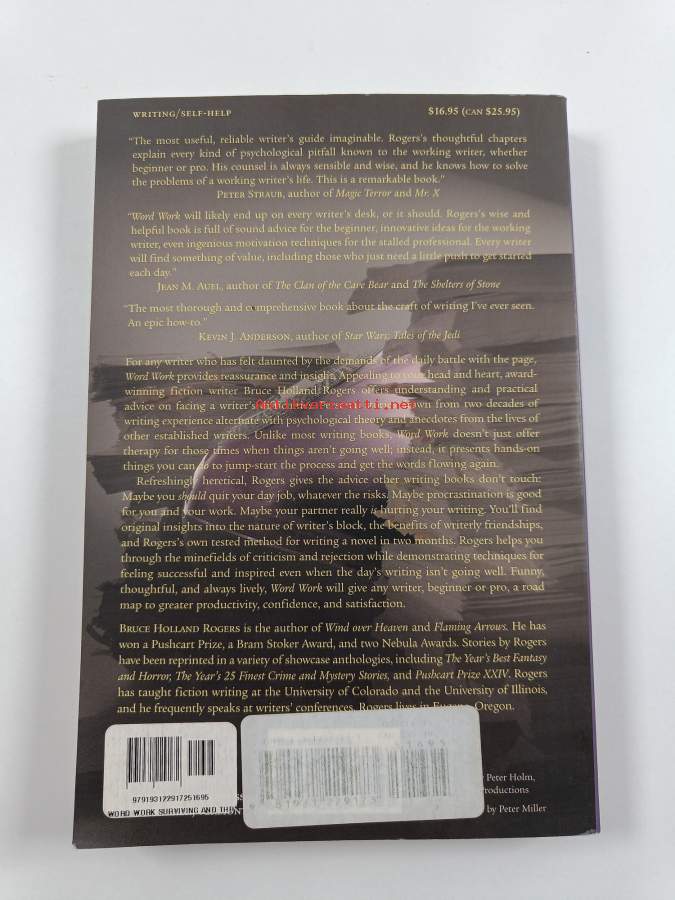 WRITING/SELF-HELP $16.95 (CAN $25.95)
"The most useful, reliable writer's guide imaginable. Rogers's thoughtful chapters
explain every kind of psychological pitfall known to the working writer, whether
beginner or pro. His counsel is always sensible and wise, and he knows how to solve
the problems of a working writer's life. This is a remarkable book."
PETER STRAUB, author of Magic Terror and Mr. X
"Word Work will likely end up on every writer's desk, or it should. Rogers's wise and
helpful book is full of sound advice for the beginner, innovative ideas for the working
writer, even ingenious motivation techniques for the stalled professional. Every writer
will find something of value, including those who just need a little push to get started
each day."
JEAN M. AUEL, author of The Clan of the Cave Bear and The Shelters of Stone
"The most thorough and comprehensive book about the craft of writing I've ever seen.
An epic how-to."
KEVIN J. ANDERSON, author of Star Wars: Tales of the Jedi
For any writer who has felt daunted by the demands of the daily battle with the page,
Word Work provides reassurance and insight. Appealing to your head and heart, award-
winning fiction writer Bruce Holland Rogers offers understanding and practical
advice on facing a writer's drawn from two decades of
Antikvariaatti.net
writing experience alternate with psychological theory and anecdotes from the lives of
other established writers. Unlike most writing books, Word Work doesn't just offer
therapy for those times when things aren't going well; instead, it presents hands-on
things you can do to jump-start the process and get the words flowing again.
Refreshingly heretical, Rogers gives the advice other writing books don't touch:
Maybe you should quit your day job, whatever the risks. Maybe procrastination is good
for you and your work. Maybe your partner really is hurting your writing. You'll find
original insights into the nature of writer's block, the benefits of writerly friendships,
and Rogers's own tested method for writing a novel in two months. Rogers helps you
through the minefields of criticism and rejection while demonstrating techniques for
feeling successful and inspired even when the day's writing isn't going well. Funny,
thoughtful, and always lively, Word Work will give any writer, beginner or pro, a road
map to greater productivity, confidence, and satisfaction.
BRUCE HOLLAND ROGERS is the author of Wind over Heaven and Flaming Arrows. He has
won a Pushcart Prize, a Bram Stoker Award, and two Nebula Awards. Stories by Rogers
have been reprinted in a variety of showcase anthologies, including The Year's Best Fantasy
and Horror, The Year's 25 Finest Crime and Mystery Stories, and Pushcart Prize XXIV. Rogers
has taught fiction writing at the University of Colorado and the University of Illinois,
and he frequently speaks at writers' conferences. Rogers lives in Eugene, Oregon.
979193122917251695
WORD WORK SURVIVING AND THR
Peter Holm,
Productions
by Peter Miller